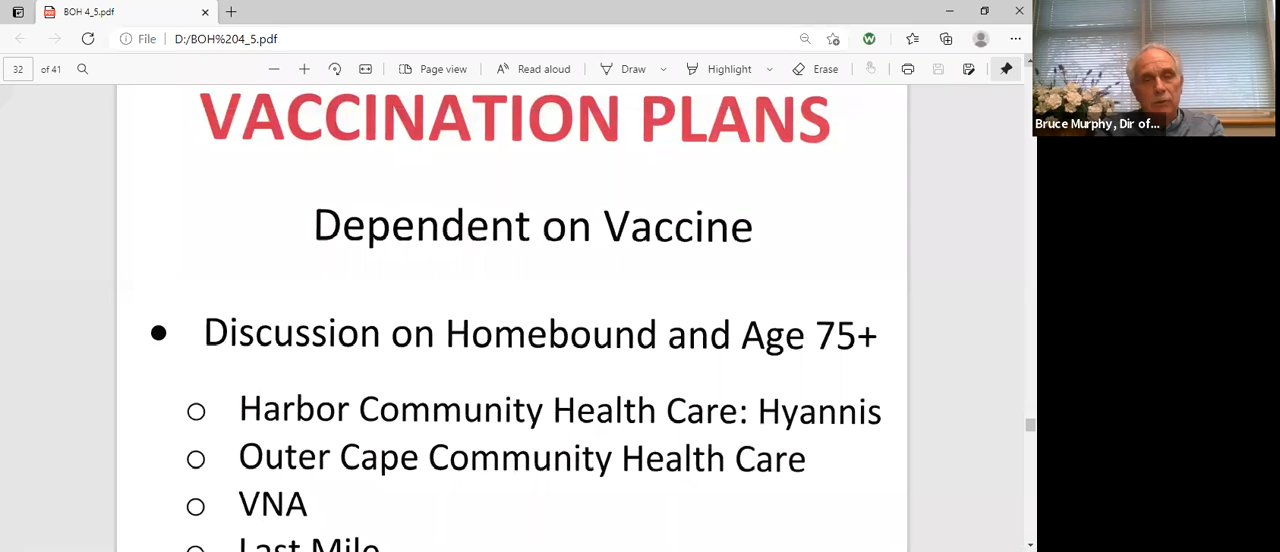 BOH 4_5.pdf
File
D:/BOH%204_5.pdf
32 of 41
Page view
Read aloud
Draw
Highlight
Erase
Bruce Murphy, Dir of...
VACCINATION PLANS
Dependent on Vaccine
• Discussion on Homebound and Age 75+
o Harbor Community Health Care: Hyannis
o Outer Cape Community Health Care
o VNA
o Last Mile